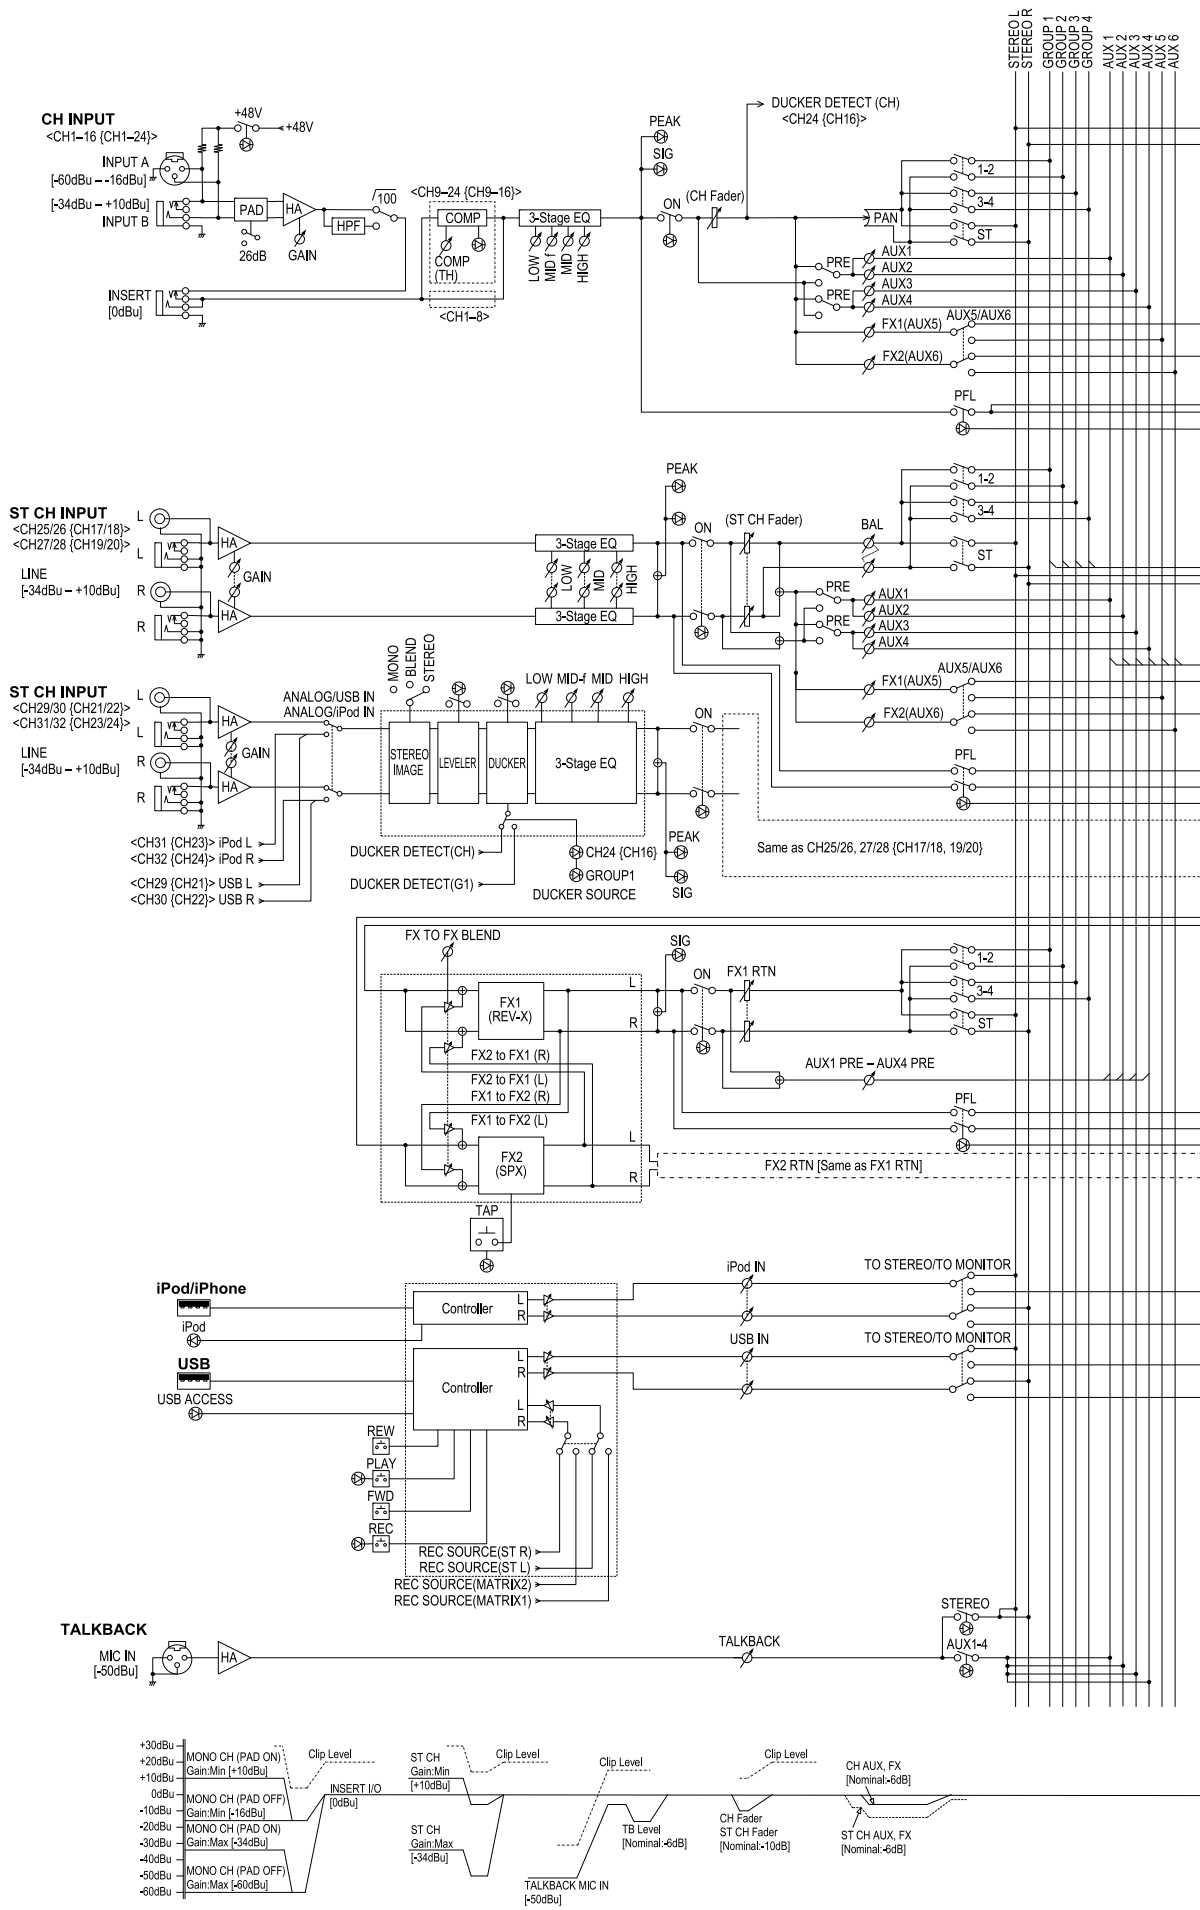 STEREO L
STEREO R
GROUP 1
GROUP 2
GROUP 3
GROUP 4
AUX 1
AUX 2
AUX 3
AUX 4
AUX 5
AUX 6
CH INPUT
<CH1–16 {CH1–24}>
+48V
+48V
INPUT A
[-60dBu – -16dBu]
[-34dBu – +10dBu]
INPUT B
PAD
26dB
HA
GAIN
HPF
/100
INSERT
[0dBu]
<CH9–24 {CH9–16}>
COMP
COMP
(TH)
<CH1–8>
3-Stage EQ
LOW
MID f
MID
HIGH
PEAK
SIG
ON
(CH Fader)
DUCKER DETECT (CH)
<CH24 {CH16}>
PAN
1-2
3-4
ST
PRE
PRE
AUX1
AUX2
AUX3
AUX4
FX1(AUX5)
FX2(AUX6)
AUX5/AUX6
PFL
ST CH INPUT
<CH25/26 {CH17/18}>
<CH27/28 {CH19/20}>
LINE
[-34dBu – +10dBu]
L
L
R
R
HA
HA
GAIN
3-Stage EQ
LOW
MID
HIGH
3-Stage EQ
PEAK
ON
(ST CH Fader)
BAL
1-2
3-4
ST
PRE
PRE
AUX1
AUX2
AUX3
AUX4
FX1(AUX5)
FX2(AUX6)
AUX5/AUX6
PFL
ST CH INPUT
<CH29/30 {CH21/22}>
<CH31/32 {CH23/24}>
LINE
[-34dBu – +10dBu]
L
L
R
R
HA
HA
GAIN
ANALOG/USB IN
ANALOG/iPod IN
MONO
BLEND
STEREO
STEREO
IMAGE
LEVELER
DUCKER
LOW MID-f MID HIGH
3-Stage EQ
ON
PEAK
SIG
<CH31 {CH23}> iPod L
<CH32 {CH24}> iPod R
<CH29 {CH21}> USB L
<CH30 {CH22}> USB R
DUCKER DETECT(CH)
DUCKER DETECT(G1)
CH24 {CH16}
GROUP1
DUCKER SOURCE
Same as CH25/26, 27/28 {CH17/18, 19/20}
FX TO FX BLEND
FX1
(REV-X)
FX2 to FX1 (R)
FX2 to FX1 (L)
FX1 to FX2 (R)
FX1 to FX2 (L)
FX2
(SPX)
TAP
L
R
L
R
SIG
ON
FX1 RTN
1-2
3-4
ST
AUX1 PRE – AUX4 PRE
PFL
FX2 RTN [Same as FX1 RTN]
iPod/iPhone
iPod
Controller
L
R
iPod IN
TO STEREO/TO MONITOR
USB
USB ACCESS
Controller
L
R
L
R
USB IN
TO STEREO/TO MONITOR
REW
PLAY
FWD
REC
REC SOURCE(ST R)
REC SOURCE(ST L)
REC SOURCE(MATRIX2)
REC SOURCE(MATRIX1)
TALKBACK
MIC IN
[-50dBu]
HA
TALKBACK
STEREO
AUX1-4
+30dBu
+20dBu
+10dBu
0dBu
-10dBu
-20dBu
-30dBu
-40dBu
-50dBu
-60dBu
MONO CH (PAD ON)
Gain:Min [+10dBu]
MONO CH (PAD OFF)
Gain:Min [-16dBu]
MONO CH (PAD ON)
Gain:Max [-34dBu]
MONO CH (PAD OFF)
Gain:Max [-60dBu]
Clip Level
INSERT I/O
[0dBu]
ST CH
Gain:Min
[+10dBu]
ST CH
Gain:Max
[-34dBu]
Clip Level
Clip Level
TALKBACK MIC IN
[-50dBu]
TB Level
[Nominal:-6dB]
Clip Level
CH Fader
ST CH Fader
[Nominal:-10dB]
CH AUX, FX
[Nominal:-6dB]
ST CH AUX, FX
[Nominal:-6dB]